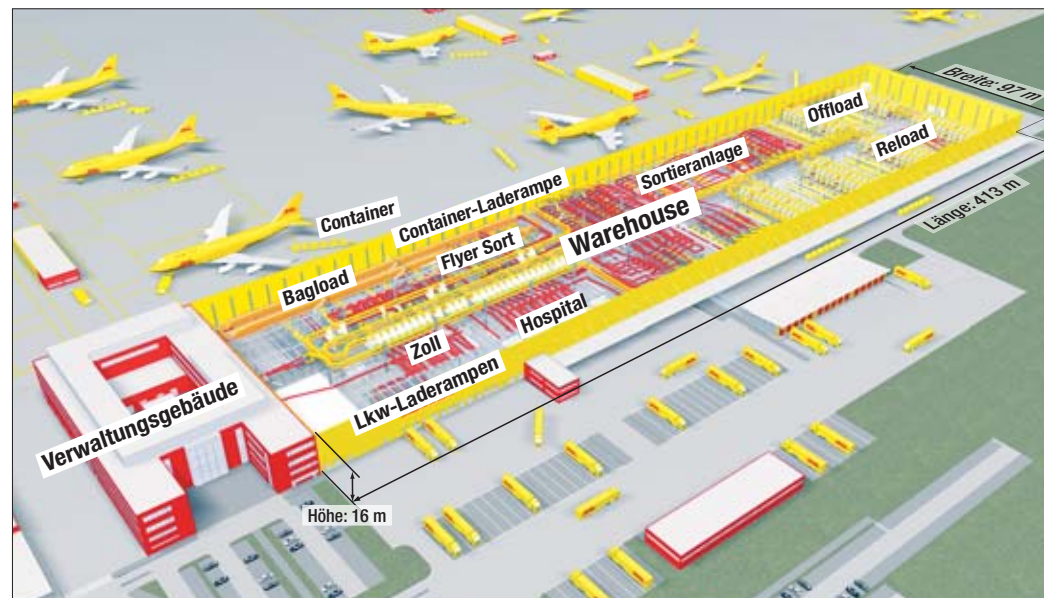 Breite: 97 m
Offload
Reload
Sortieranlage
Länge: 413 m
Container-Laderampe
Container
Warehouse
Flyer Sort
Bagload
Hospital
Zoll
Lkw-Laderampen
Verwaltungsgebäude
Höhe: 16 m